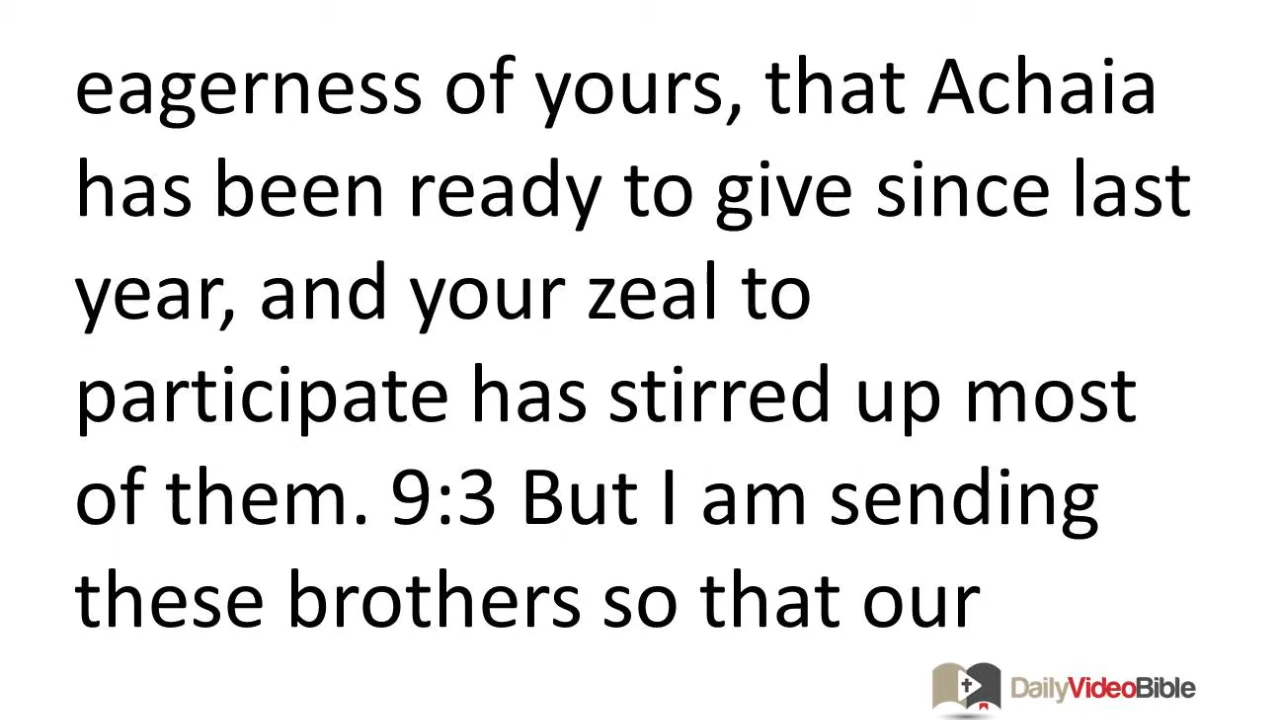 eagerness of yours, that Achaia
has been ready to give since last
year, and your zeal to
participate has stirred up most
of them. 9:3 But I am sending
these brothers so that our
DailyVideoBible